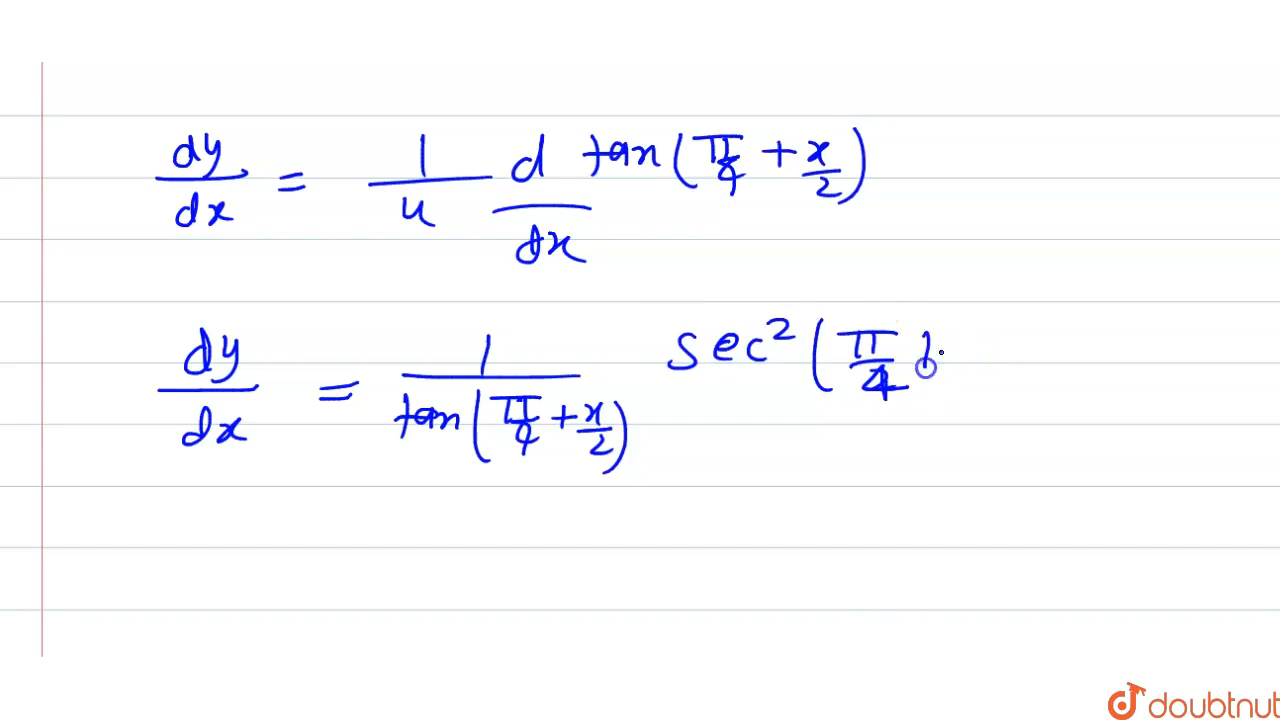 dy/dx = 1/u d/dx tan(π/4 + x/2)
dy/dx = 1/tan(π/4 + x/2) sec²(π/4
doubtnut